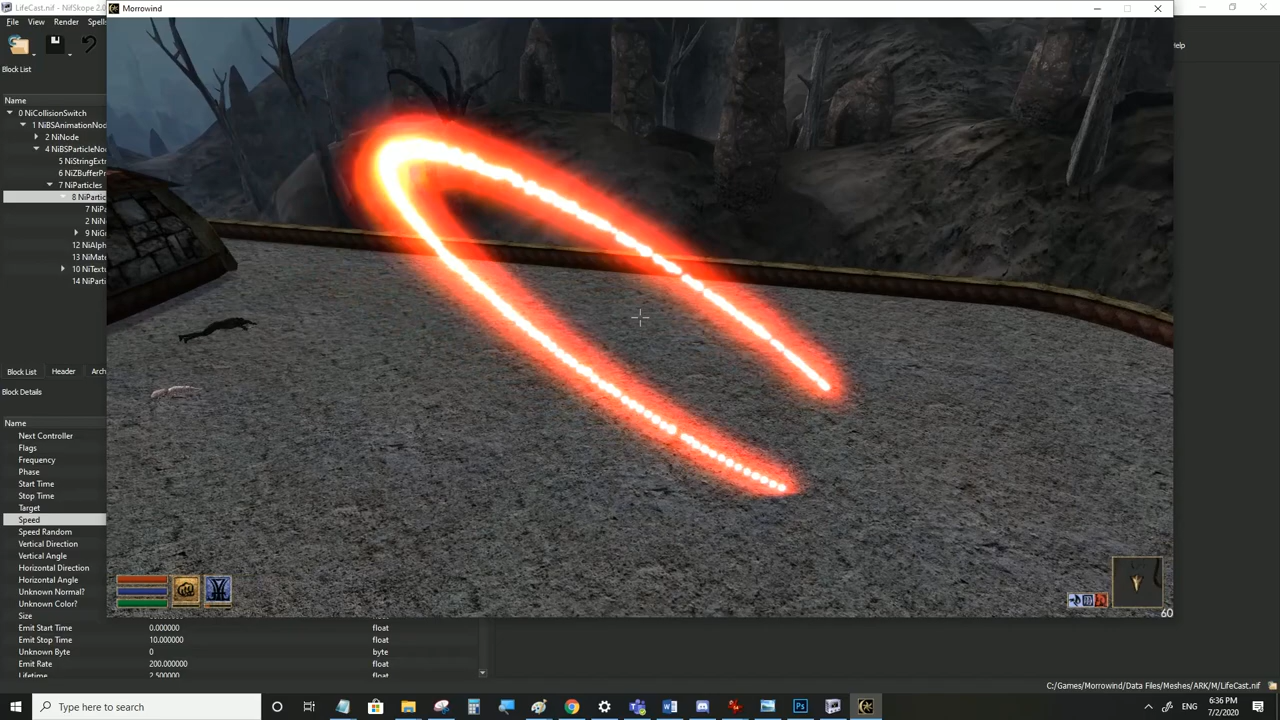 LifeCast.nif - NifSkope 2.0
Morrowind
File
View
Render
Spells
Help
Block List
Name
0 NiCollisionSwitch
1 NiBSAnimationNod
2 NiNode
4 NiBSParticleNod
5 NiStringExtr
6 NiZBufferPr
7 NiParticles
8 NiPartic
7 NiPa
2 NiN
9 NiGr
12 NiAlph
13 NiMate
10 NiTextu
14 NiParti
Block List
Header
Arch
Block Details
Name
Next Controller
Flags
Frequency
Phase
Start Time
Stop Time
Target
Speed
Speed Random
Vertical Direction
Vertical Angle
Horizontal Direction
Horizontal Angle
Unknown Normal?
Unknown Color?
Size
Emit Start Time 0.000000 float
Emit Stop Time 10.000000 float
Unknown Byte 0 byte
Emit Rate 200.000000 float
Lifetime 2.500000 float
60
C:/Games/Morrowind/Data Files/Meshes/ARK/M/LifeCast.nif
Type here to search
ENG
6:36 PM
7/2/2020